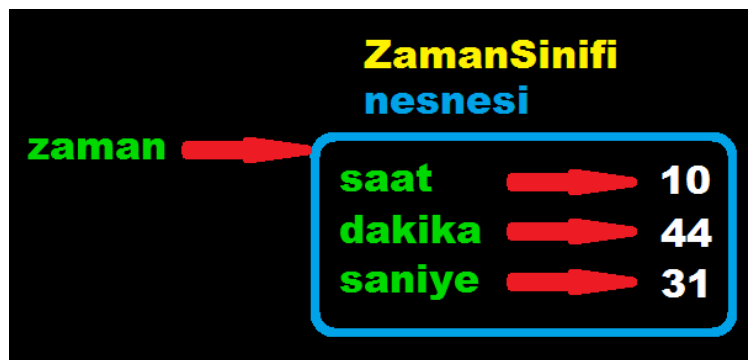 ZamanSinifi
nesnesi
zaman
saat 10
dakika 44
saniye 31